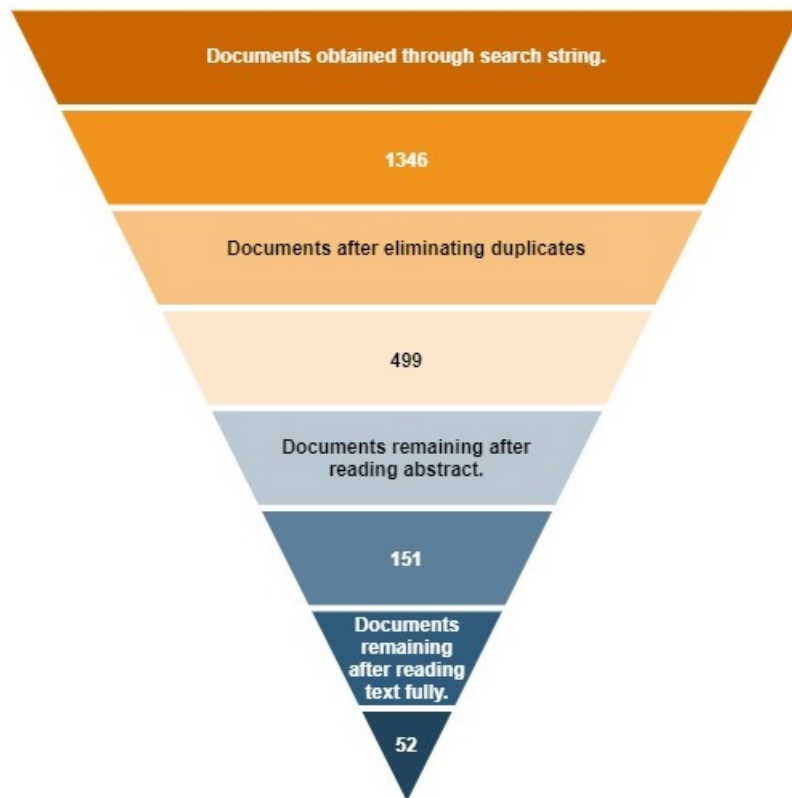 Documents obtained through search string.
1346
Documents after eliminating duplicates
499
Documents remaining after
reading abstract.
151
Documents
remaining
after reading
text fully.
52